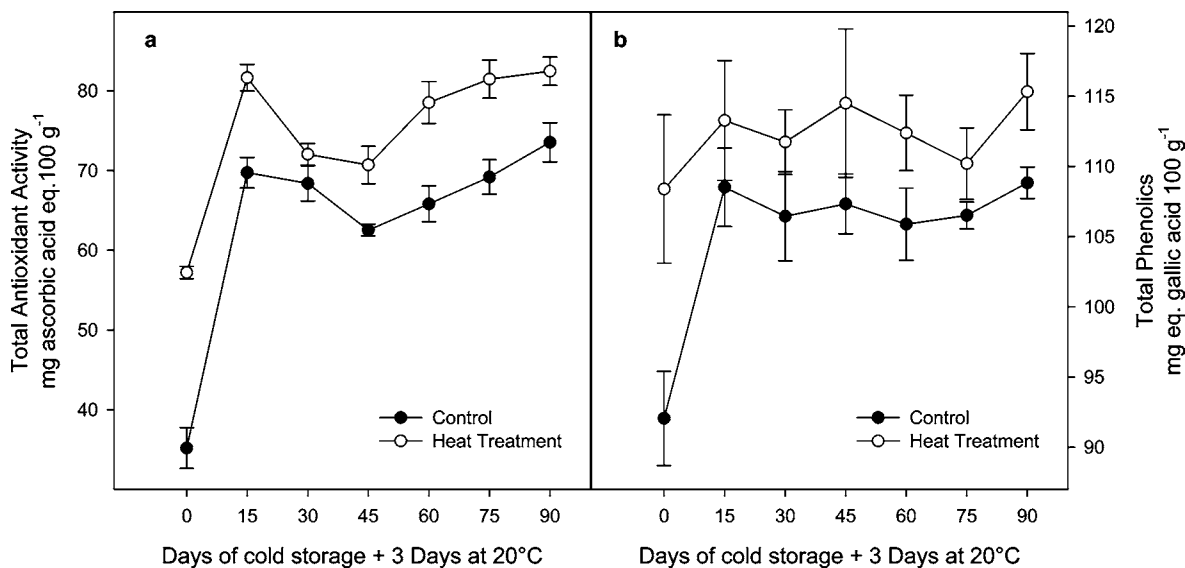 Total Antioxidant Activity
mg ascorbic acid eq.100 g-1
a
80
70
60
50
40
Control
Heat Treatment
0 15 30 45 60 75 90
Days of cold storage + 3 Days at 20°C
b
Control
Heat Treatment
0 15 30 45 60 75 90
Days of cold storage + 3 Days at 20°C
120
115
110
105
100
95
90
Total Phenolics
mg eq. gallic acid 100 g-1